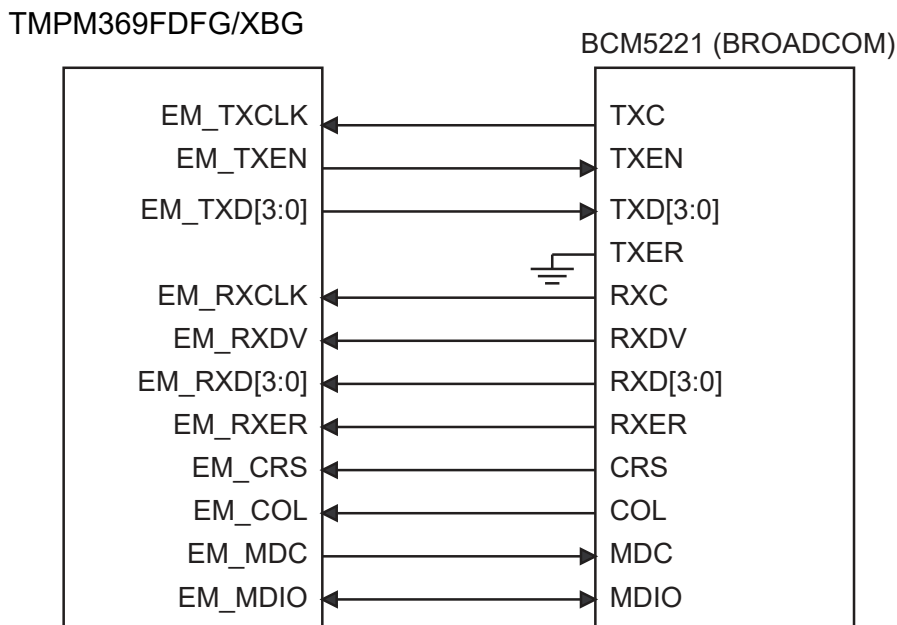 TMPM369FDFG/XBG
BCM5221 (BROADCOM)
EM_TXCLK TXC
EM_TXEN TXEN
EM_TXD[3:0] TXD[3:0]
TXER
EM_RXCLK RXC
EM_RXDV RXDV
EM_RXD[3:0] RXD[3:0]
EM_RXER RXER
EM_CRS CRS
EM_COL COL
EM_MDC MDC
EM_MDIO MDIO